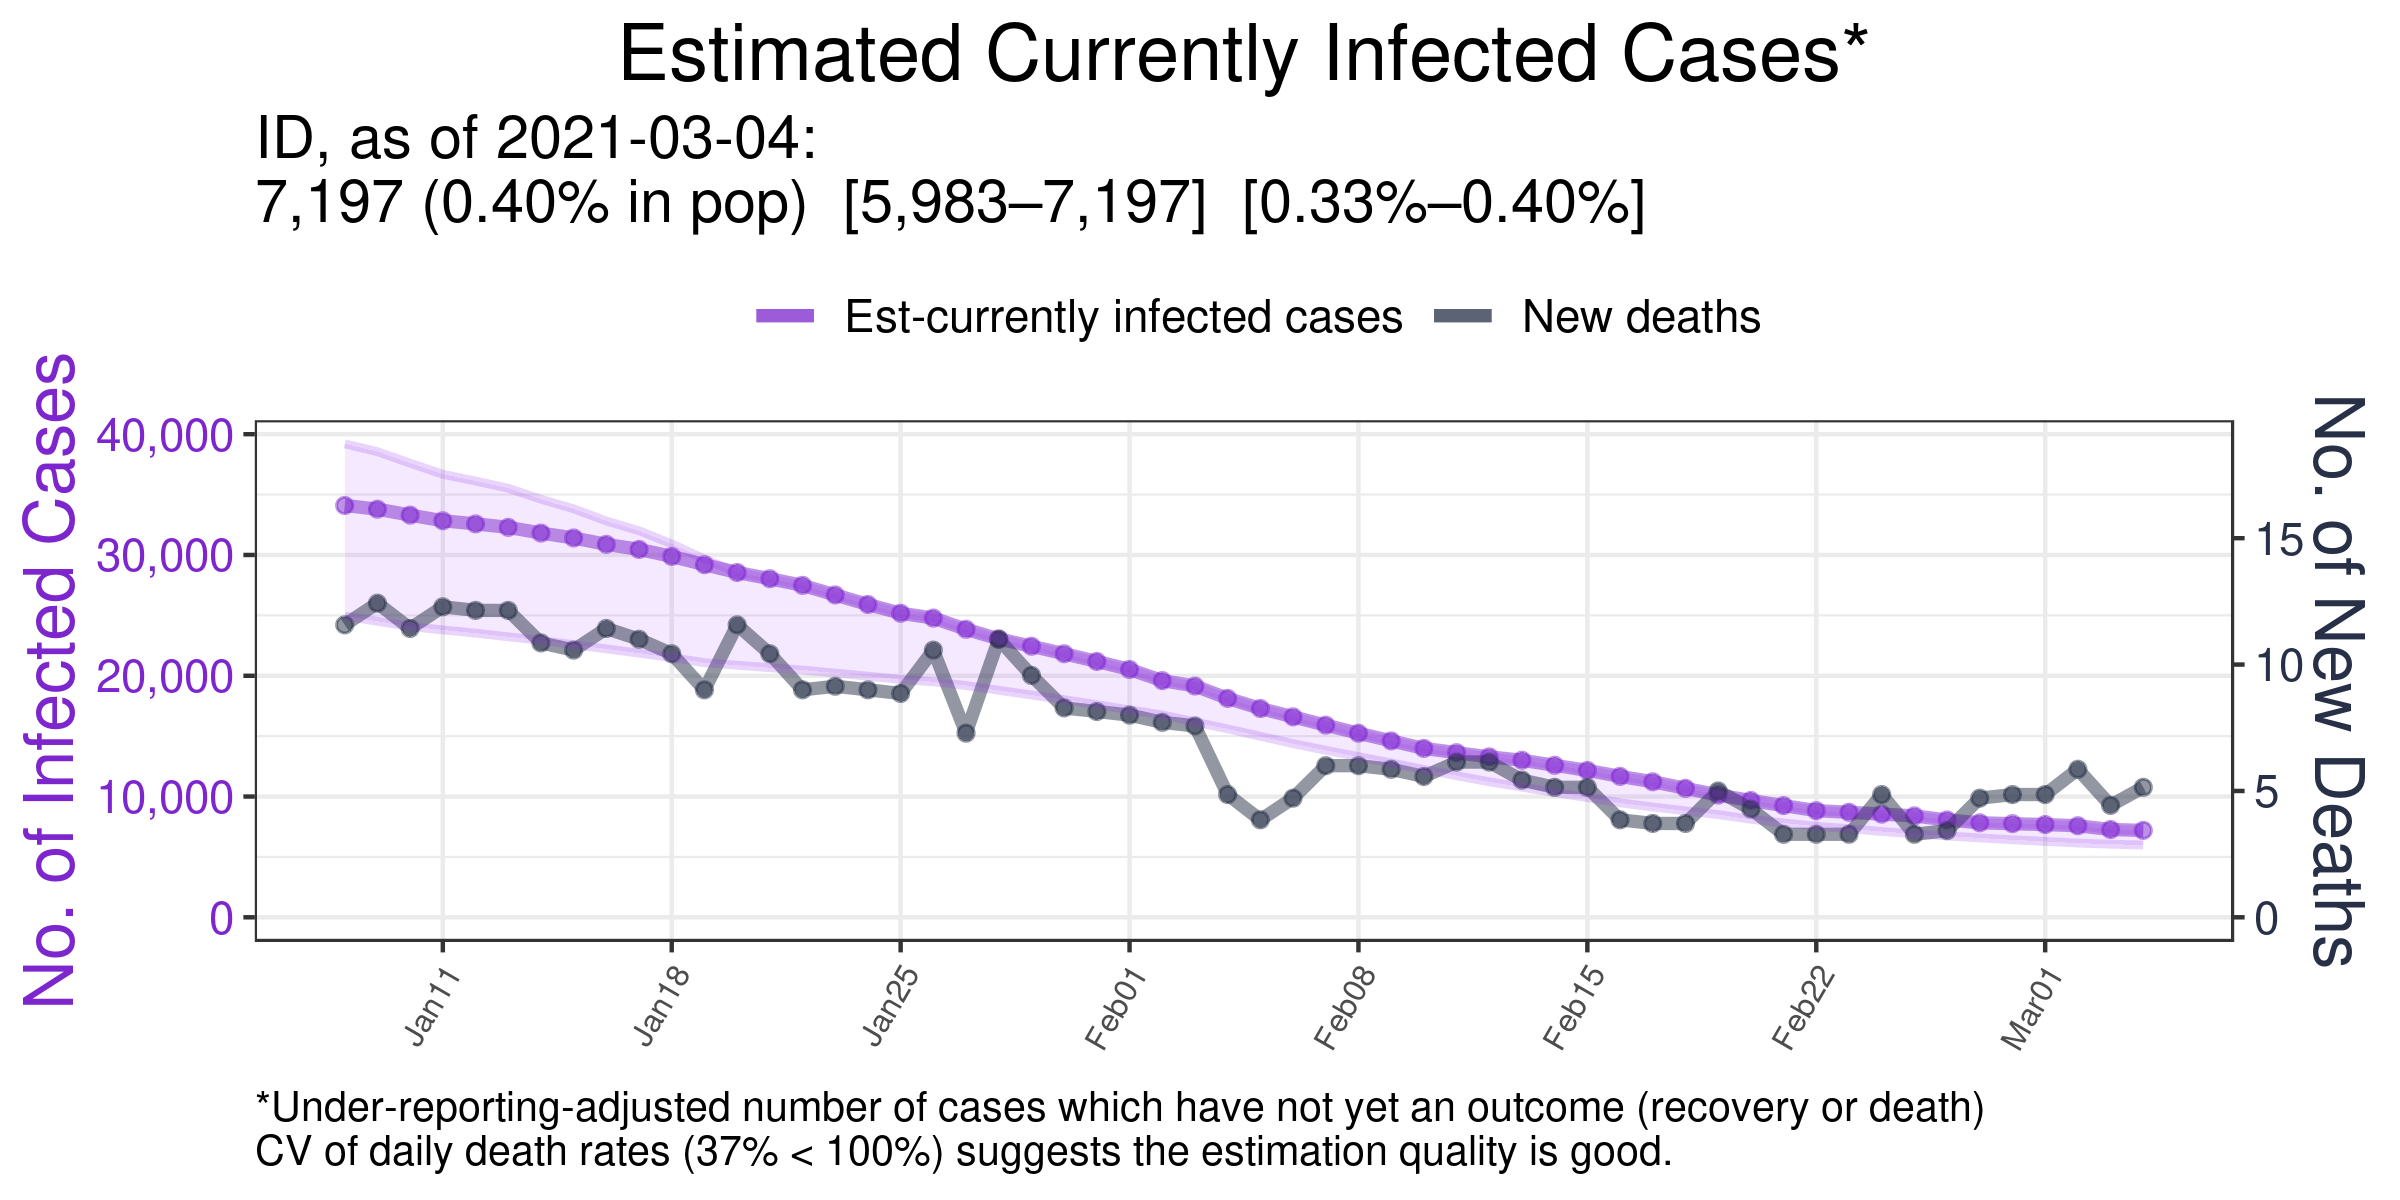 Estimated Currently Infected Cases*
ID, as of 2021-03-04:
7,197 (0.40% in pop)  [5,983–7,197]  [0.33%–0.40%]
Est-currently infected cases
New deaths
No. of Infected Cases
40,000
30,000
20,000
10,000
0
No. of New Deaths
15
10
5
0
Jan11
Jan18
Jan25
Feb01
Feb08
Feb15
Feb22
Mar01
*Under-reporting-adjusted number of cases which have not yet an outcome (recovery or death)
CV of daily death rates (37% < 100%) suggests the estimation quality is good.